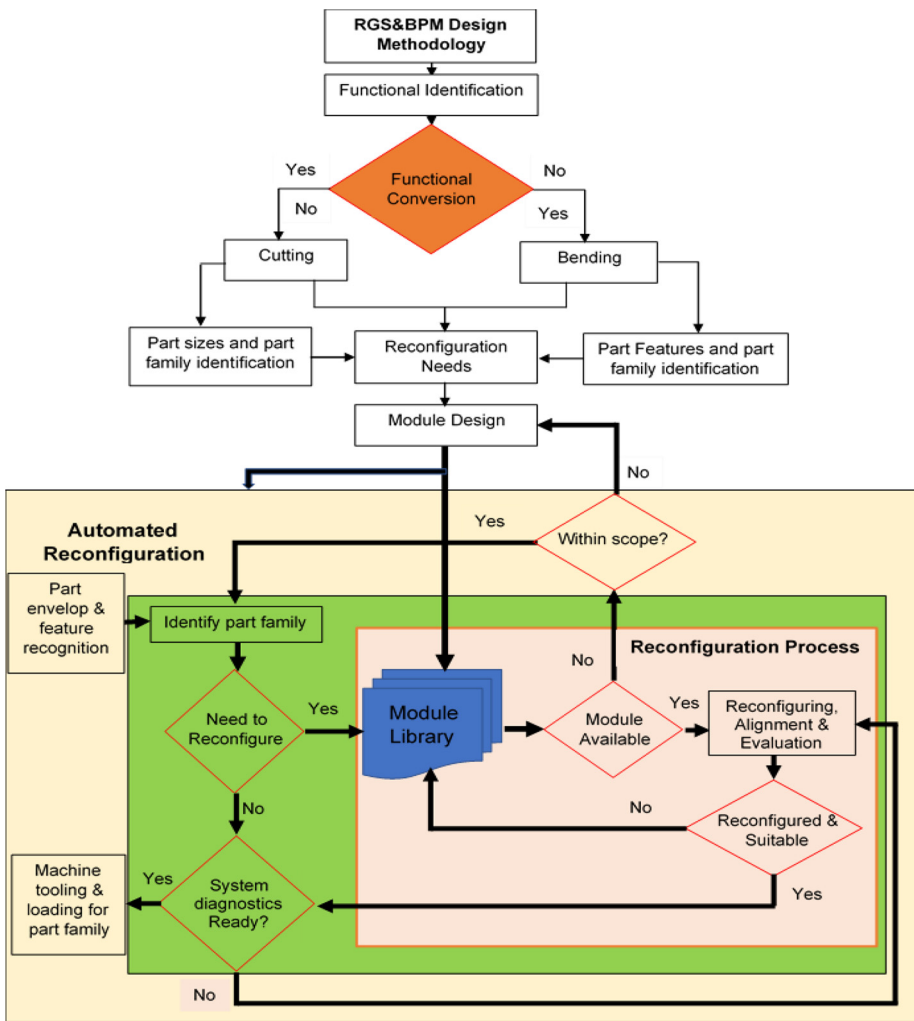 RGS&BPM Design
Methodology
Functional Identification
Yes
No
Functional
Conversion
No
Yes
Cutting
Bending
Part sizes and part
family identification
Reconfiguration
Needs
Part Features and part
family identification
Module Design
No
Automated
Reconfiguration
Yes
Within scope?
Part
envelop &
feature
recognition
Identify part family
No
Reconfiguration Process
Need to
Reconfigure
Yes
Module
Library
Module
Available
Yes
Reconfiguring,
Alignment &
Evaluation
No
No
Reconfigured &
Suitable
Machine
tooling &
loading for
part family
Yes
System
diagnostics
Ready?
Yes
No